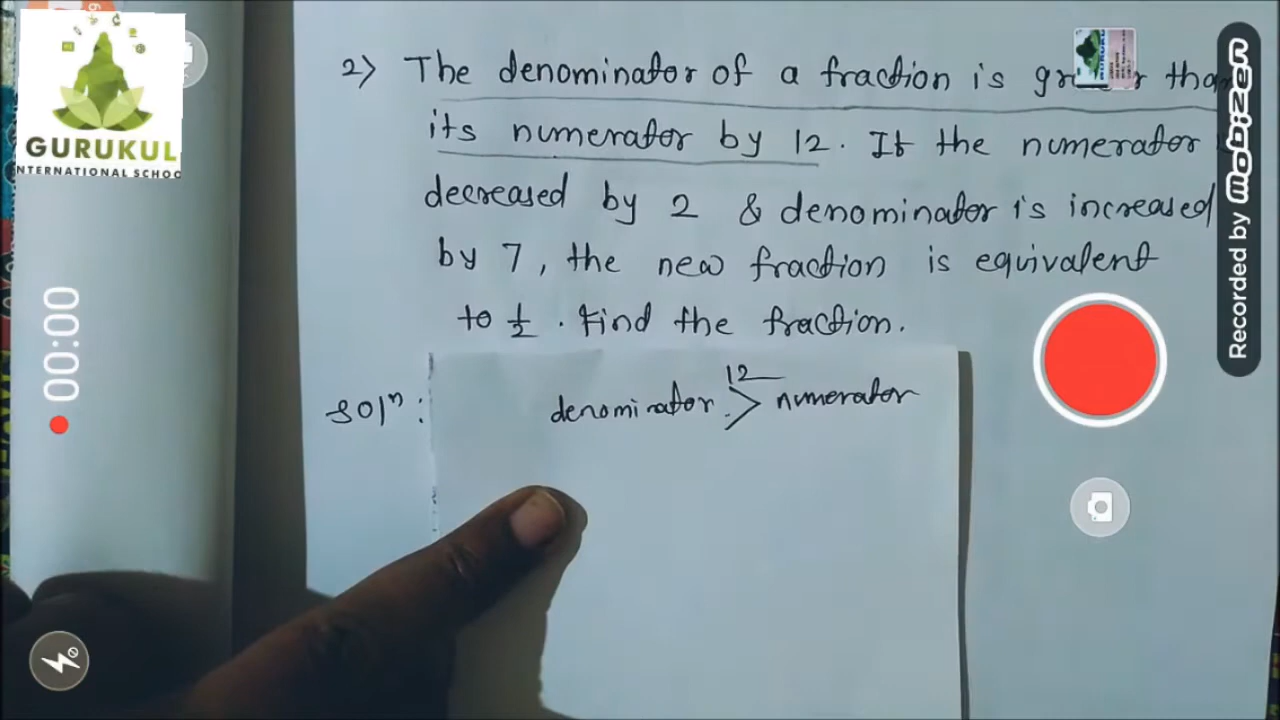 GURUKUL
2) The denominator of a fraction is than
its numerator by 12. If the numerator
decreased by 2 & denominator is increased
by 7, the new fraction is equivalent
to 1/2. Find the fraction.
Solⁿ:
12
denominator > numerator
00:00
Recorded by mobizen